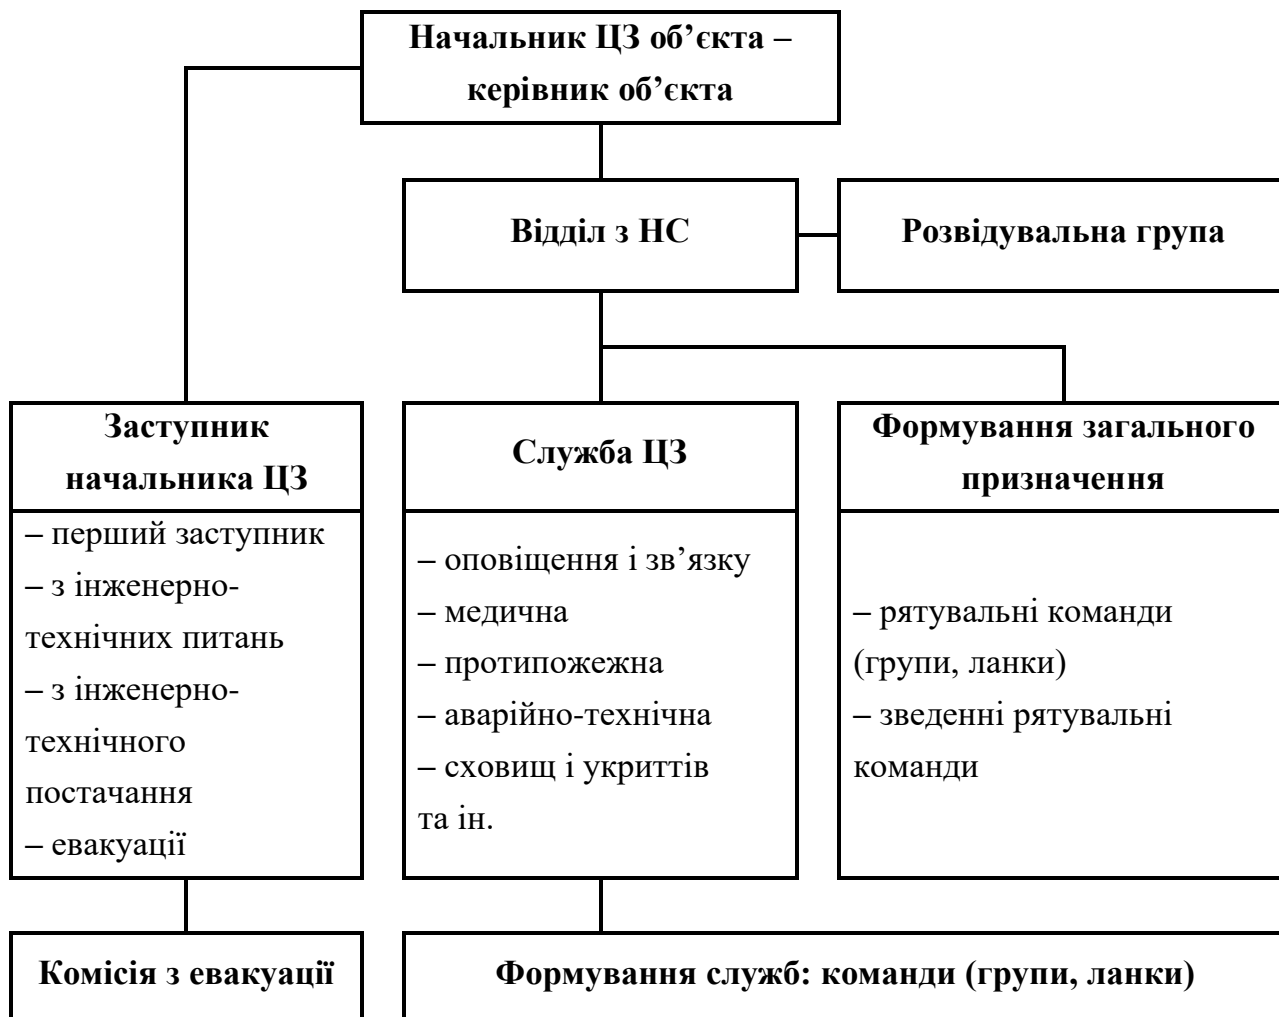 Начальник ЦЗ об’єкта –
керівник об’єкта
Відділ з НС
Розвідувальна група
Заступник
начальника ЦЗ
– перший заступник
– з інженерно-
технічних питань
– з інженерно-
технічного
постачання
– евакуації
Служба ЦЗ
– оповіщення і зв’язку
– медична
– протипожежна
– аварійно-технічна
– сховищ і укриттів
та ін.
Формування загального
призначення
– рятувальні команди
(групи, ланки)
– зведенні рятувальні
команди
Комісія з евакуації
Формування служб: команди (групи, ланки)